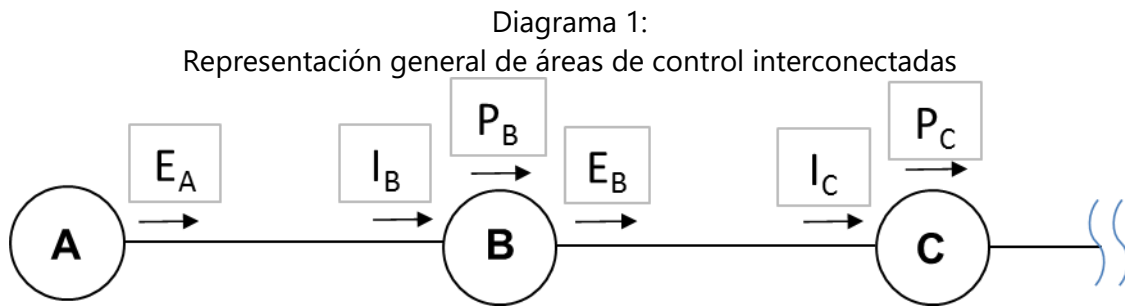 Diagrama 1:
Representación general de áreas de control interconectadas
E_A
I_B
P_B
E_B
I_C
P_C
A
B
C